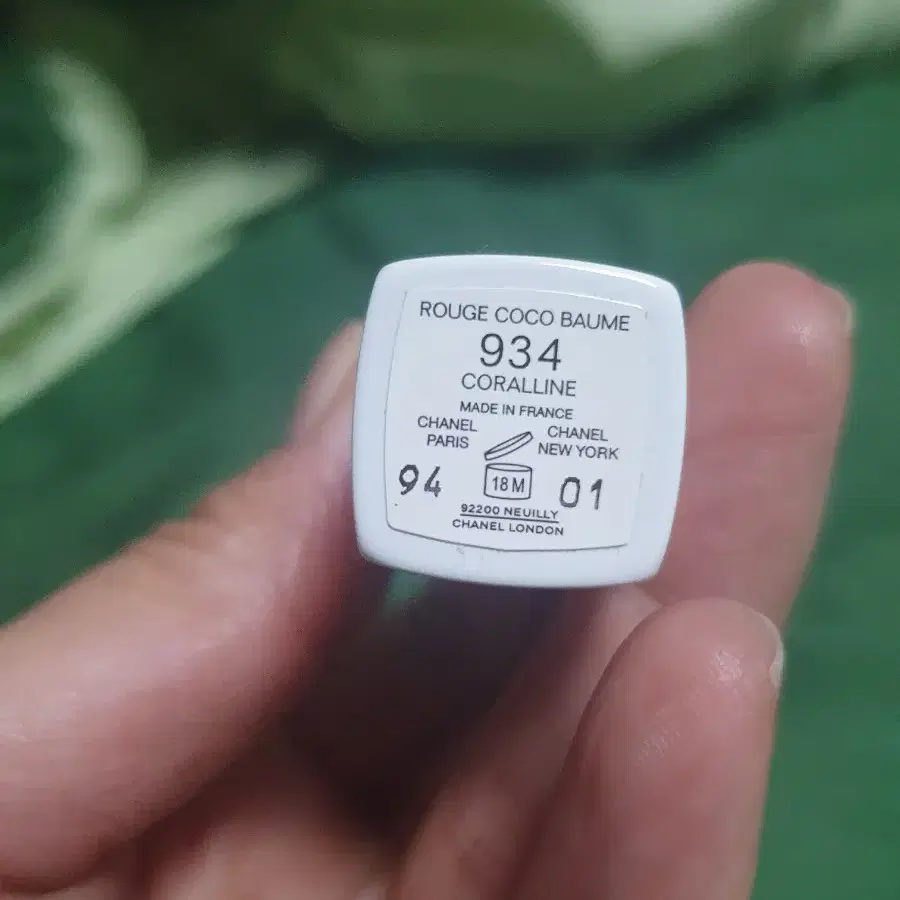 ROUGE COCO BAUME
934
CORALLINE
MADE IN FRANCE
CHANEL PARIS
CHANEL NEW YORK
94
18 M
01
92200 NEUILLY
CHANEL LONDON